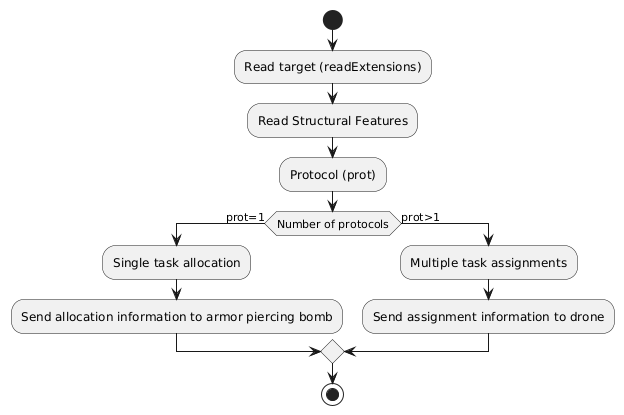 Read target (readExtensions)
Read Structural Features
Protocol (prot)
prot=1
Number of protocols
prot>1
Single task allocation
Multiple task assignments
Send allocation information to armor piercing bomb
Send assignment information to drone